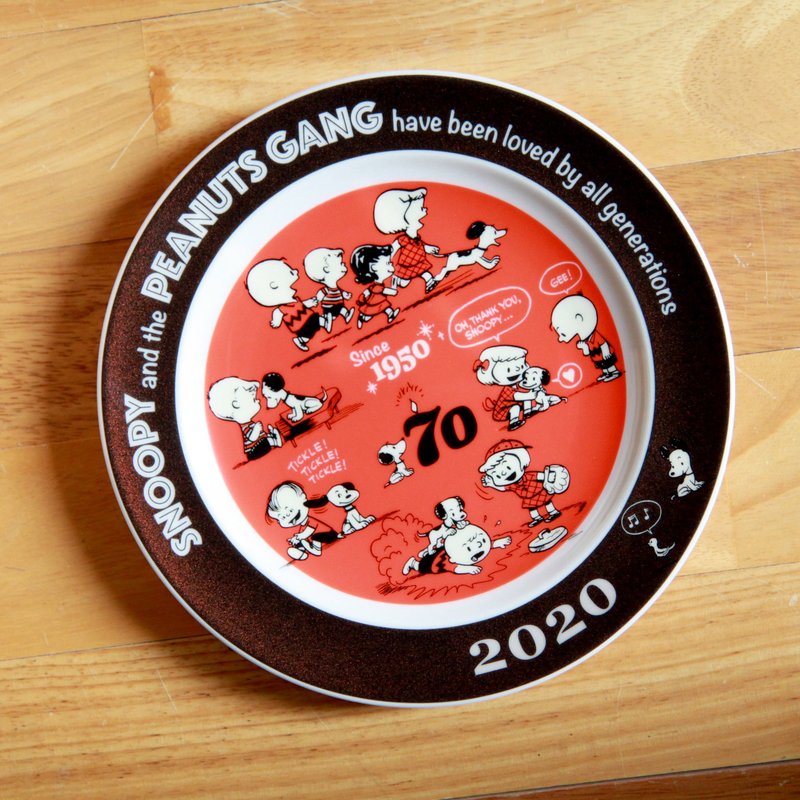 SNOOPY and the PEANUTS GANG have been loved by all generations
Since
1950
OH, THANK YOU,
SNOOPY...
GEE!
70
TICKLE!
TICKLE!
TICKLE!
2020